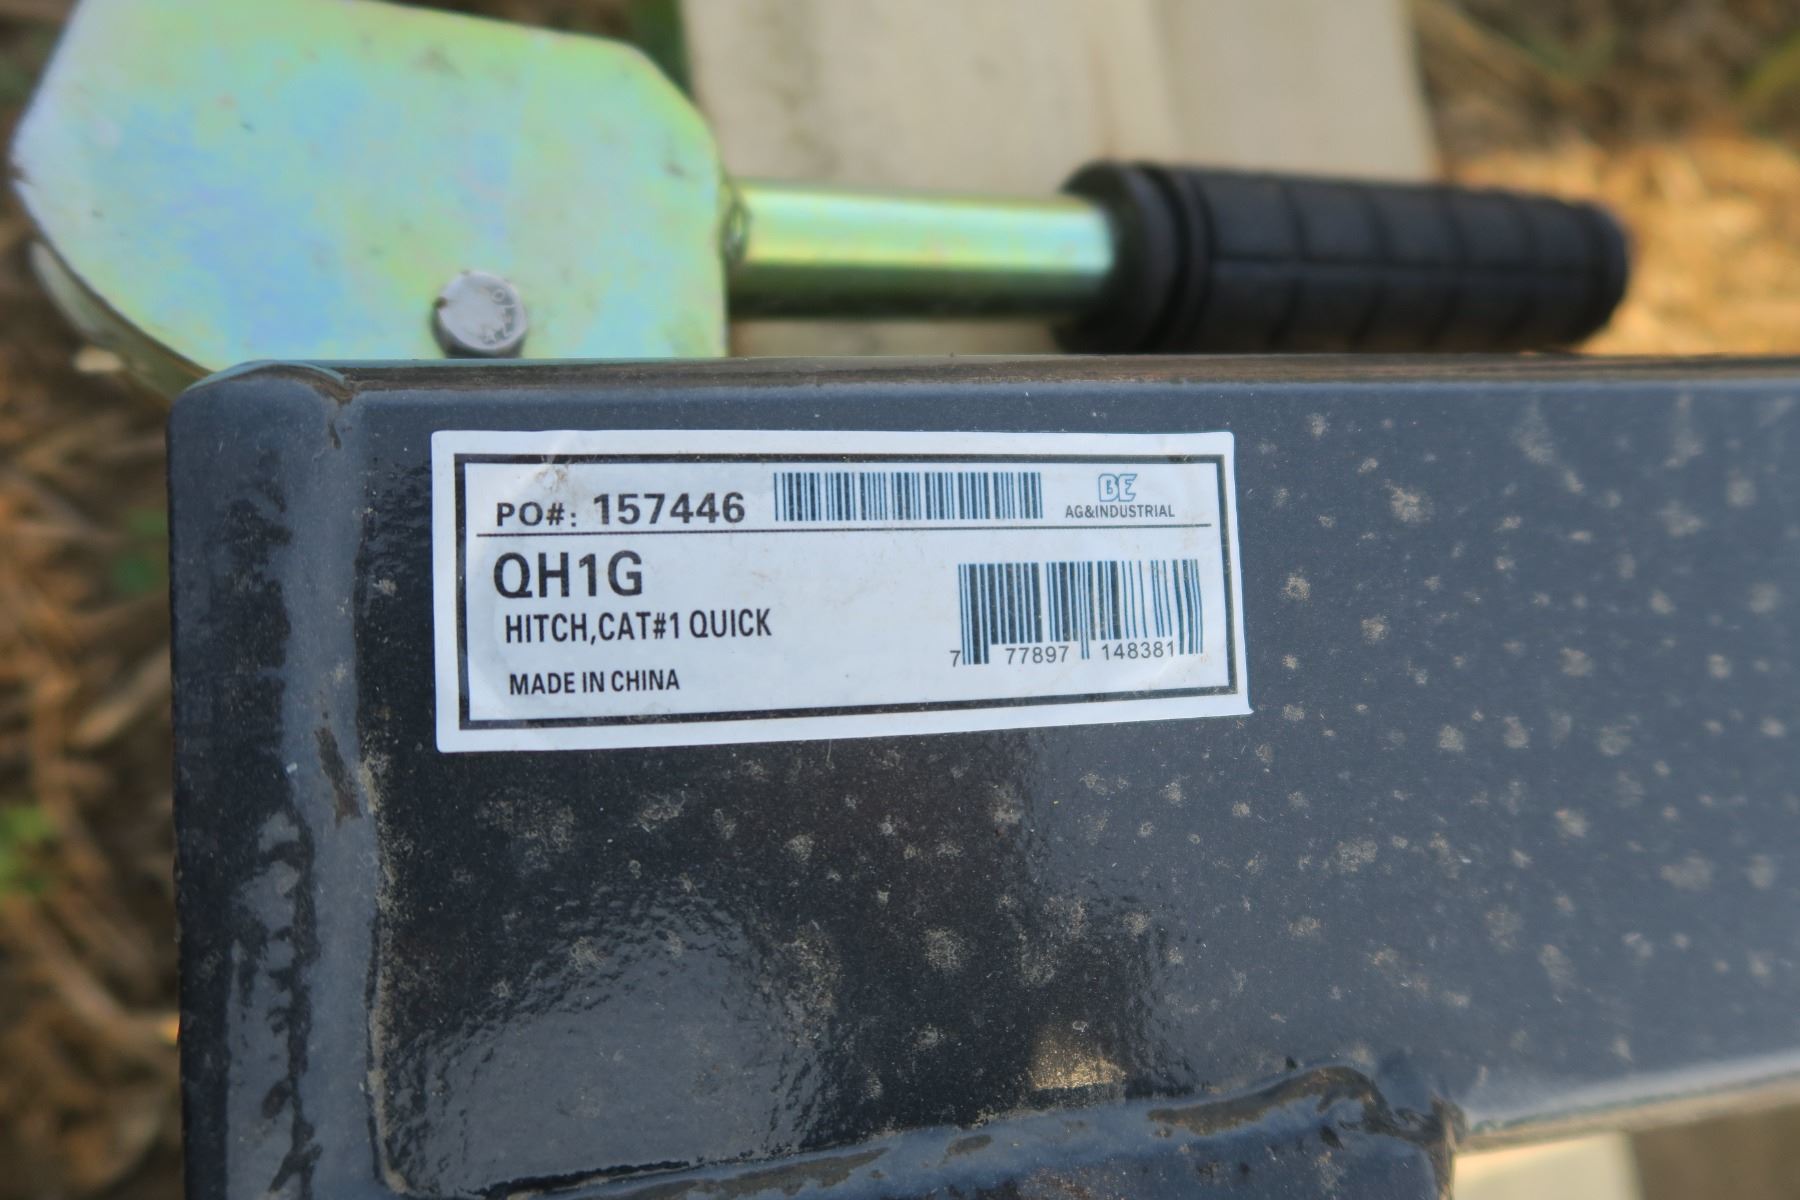 PO#: 157446
BE
AG&INDUSTRIAL
QH1G
HITCH,CAT#1 QUICK
MADE IN CHINA
7 77897 148381